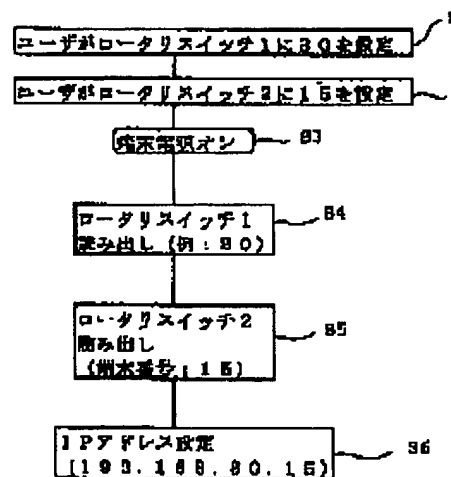 ユーザがロータリスイッチ1に30を設定
ユーザがロータリスイッチ2に15を設定
端末電源オン
83
ロータリスイッチ1
読み出し(例:30)
84
ロータリスイッチ2
読み出し
(端末番号:15)
85
IPアドレス設定
(193.168.30.15)
86